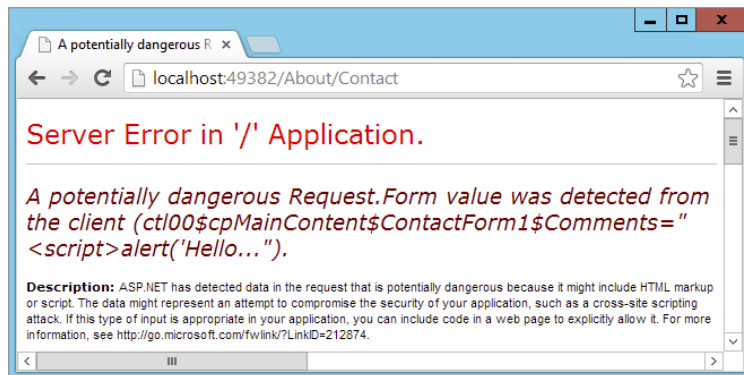 A potentially dangerous R
localhost:49382/About/Contact
Server Error in '/' Application.
A potentially dangerous Request.Form value was detected from
the client (ctl00$cpMainContent$ContactForm1$Comments="
<script>alert('Hello...").
Description: ASP.NET has detected data in the request that is potentially dangerous because it might include HTML markup
or script. The data might represent an attempt to compromise the security of your application, such as a cross-site scripting
attack. If this type of input is appropriate in your application, you can include code in a web page to explicitly allow it. For more
information, see http://go.microsoft.com/fwlink/?LinkID=212874.